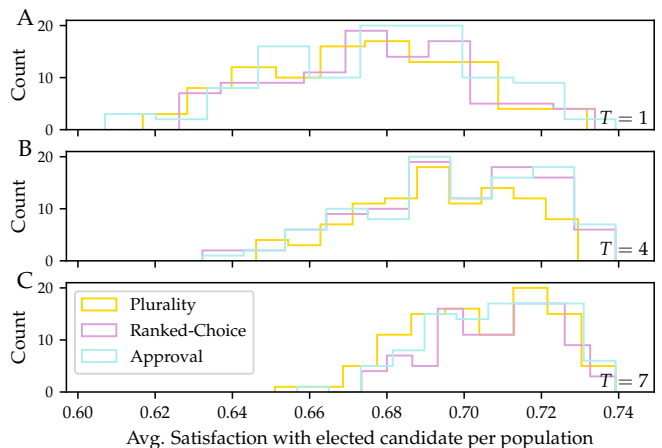 A
20
10
0
Count
T = 1
B
20
10
0
Count
T = 4
C
20
10
0
Count
Plurality
Ranked-Choice
Approval
T = 7
0.60 0.62 0.64 0.66 0.68 0.70 0.72 0.74
Avg. Satisfaction with elected candidate per population